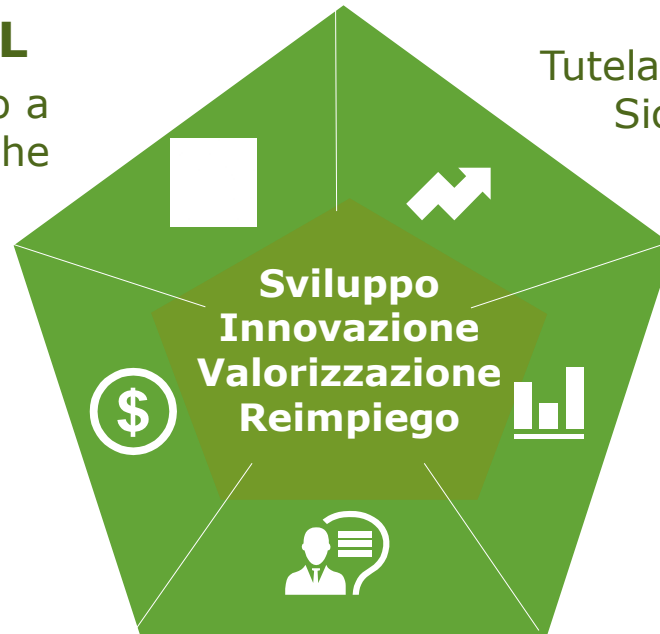 L
Tutela
o a
Sic
he
Sviluppo
Innovazione
Valorizzazione
Reimpiego
$